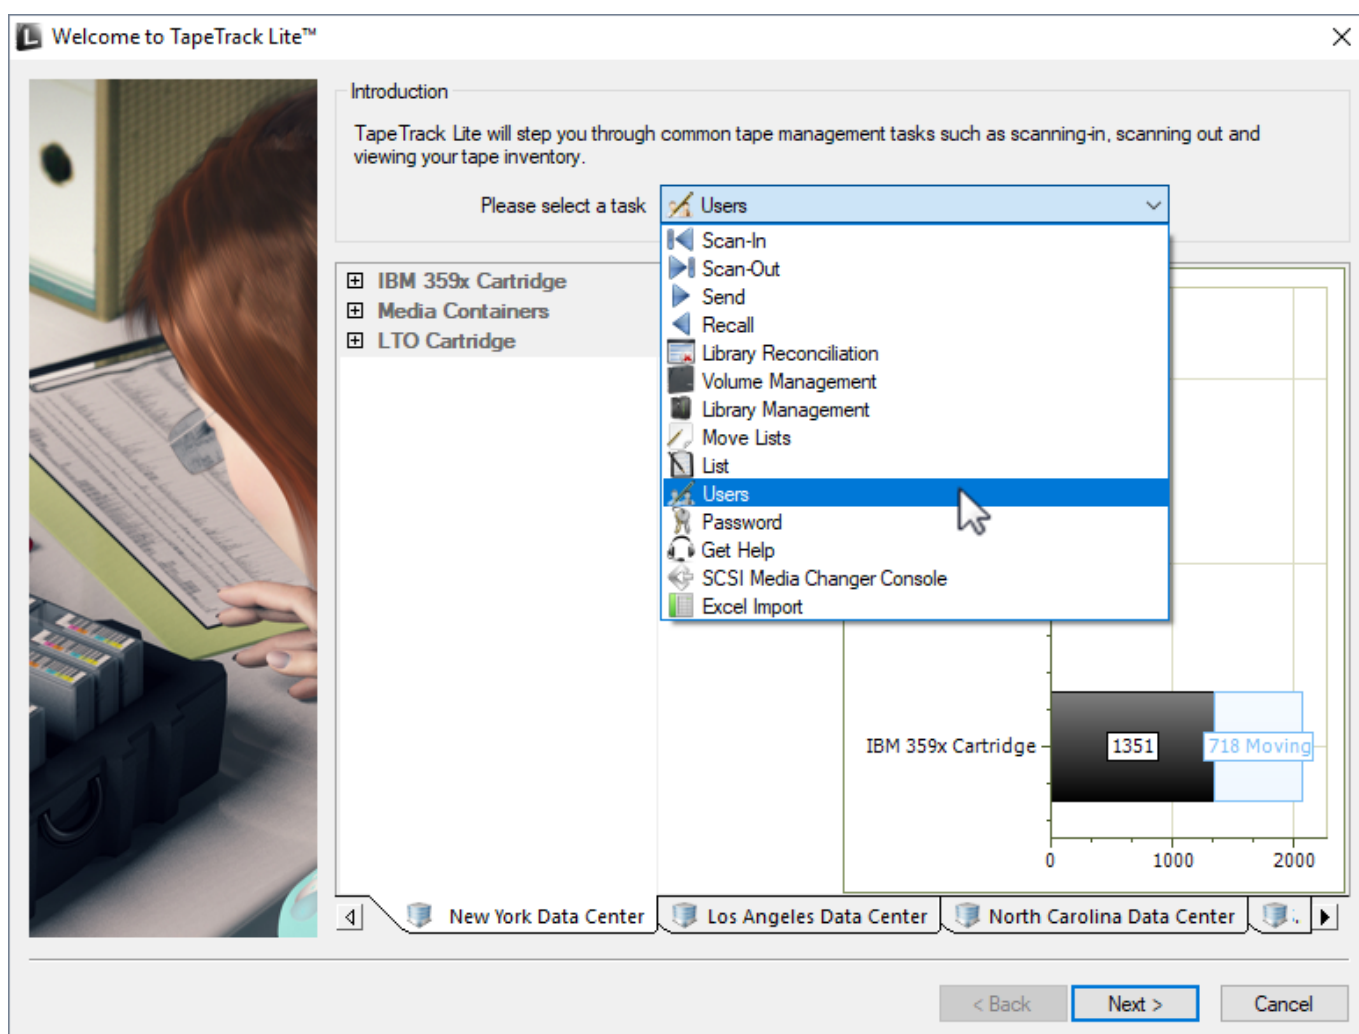 Welcome to TapeTrack Lite™
Introduction
TapeTrack Lite will step you through common tape management tasks such as scanning-in, scanning out and
viewing your tape inventory.
Please select a task
Users
Scan-In
Scan-Out
Send
Recall
Library Reconciliation
Volume Management
Library Management
Move Lists
List
Users
Password
Get Help
SCSI Media Changer Console
Excel Import
IBM 359x Cartridge
Media Containers
LTO Cartridge
IBM 359x Cartridge
1351
718 Moving
0 1000 2000
New York Data Center
Los Angeles Data Center
North Carolina Data Center
< Back
Next >
Cancel